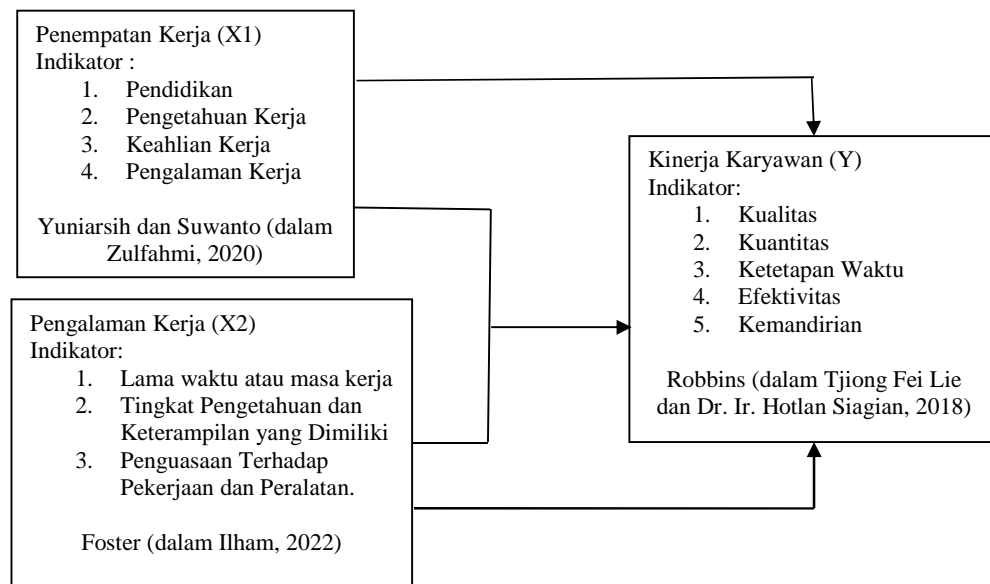 Penempatan Kerja (X1)
Indikator :
1. Pendidikan
2. Pengetahuan Kerja
3. Keahlian Kerja
4. Pengalaman Kerja
Yuniarsih dan Suwanto (dalam
Zulfahmi, 2020)
Pengalaman Kerja (X2)
Indikator:
1. Lama waktu atau masa kerja
2. Tingkat Pengetahuan dan
Keterampilan yang Dimiliki
3. Penguasaan Terhadap
Pekerjaan dan Peralatan.
Foster (dalam Ilham, 2022)
Kinerja Karyawan (Y)
Indikator:
1. Kualitas
2. Kuantitas
3. Ketetapan Waktu
4. Efektivitas
5. Kemandirian
Robbins (dalam Tjiong Fei Lie
dan Dr. Ir. Hotlan Siagian, 2018)